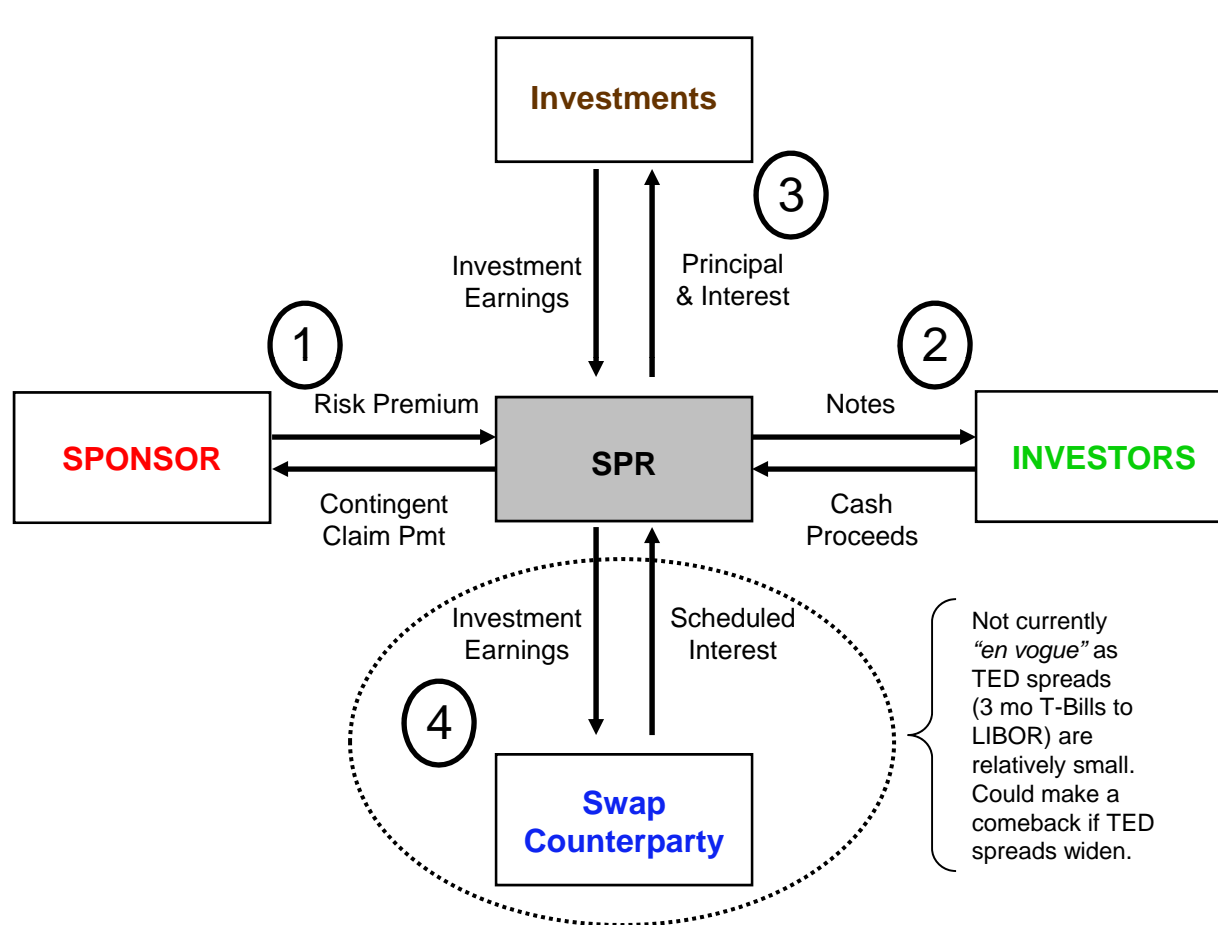 Investments
3
Investment
Earnings
Principal
& Interest
1
2
Risk Premium
Notes
SPONSOR
SPR
INVESTORS
Contingent
Claim Pmt
Cash
Proceeds
Investment
Earnings
Scheduled
Interest
4
Swap
Counterparty
Not currently
“en vogue” as
TED spreads
(3 mo T-Bills to
LIBOR) are
relatively small.
Could make a
comeback if TED
spreads widen.